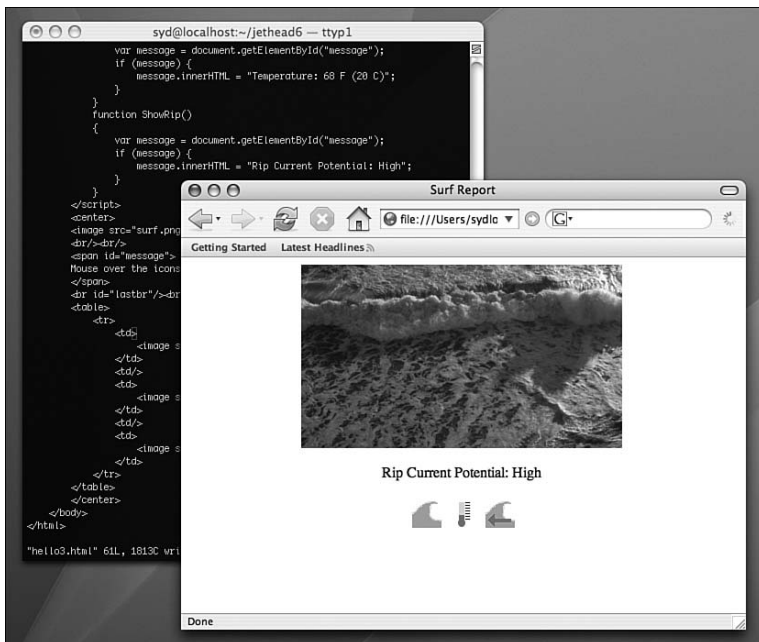 syd@localhost:~/jethead6 — ttyp1
var message = document.getElementById("message");
if (message) {
message.innerHTML = "Temperature: 68 F (20 C)";
}
}
function ShowRip()
{
var message = document.getElementById("message");
if (message) {
message.innerHTML = "Rip Current Potential: High";
}
}
</script>
<center>
<image src="surf.png
<br/><br/>
<span id="message">
Mouse over the icons
</span>
<br id="lastbr"/><br
<table>
<tr>
<td>
<image s
</td>
<td/>
<td>
<image s
</td>
<td/>
<td>
<image s
</td>
</tr>
</table>
</center>
</body>
</html>
"hello3.html" 61L, 1813C wri
Surf Report
file:///Users/sydlo
G
Getting Started Latest Headlines
Rip Current Potential: High
Done